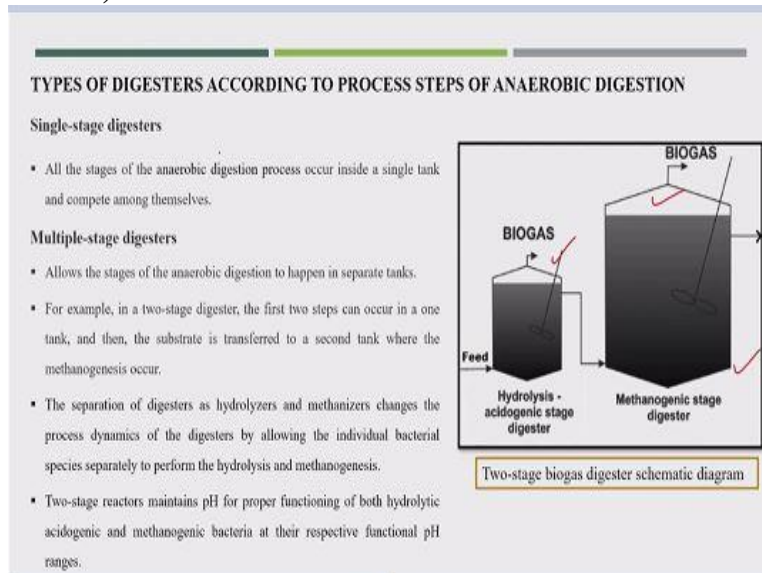 TYPES OF DIGESTERS ACCORDING TO PROCESS STEPS OF ANAEROBIC DIGESTION
Single-stage digesters
▪ All the stages of the anaerobic digestion process occur inside a single tank
and compete among themselves.
Multiple-stage digesters
▪ Allows the stages of the anaerobic digestion to happen in separate tanks.
▪ For example, in a two-stage digester, the first two steps can occur in a one
tank, and then, the substrate is transferred to a second tank where the
methanogenesis occur.
▪ The separation of digesters as hydrolyzers and methanizers changes the
process dynamics of the digesters by allowing the individual bacterial
species separately to perform the hydrolysis and methanogenesis.
▪ Two-stage reactors maintains pH for proper functioning of both hydrolytic
acidogenic and methanogenic bacteria at their respective functional pH
ranges.
BIOGAS
BIOGAS
Feed
Hydrolysis -
acidogenic stage
digester
Methanogenic stage
digester
Two-stage biogas digester schematic diagram